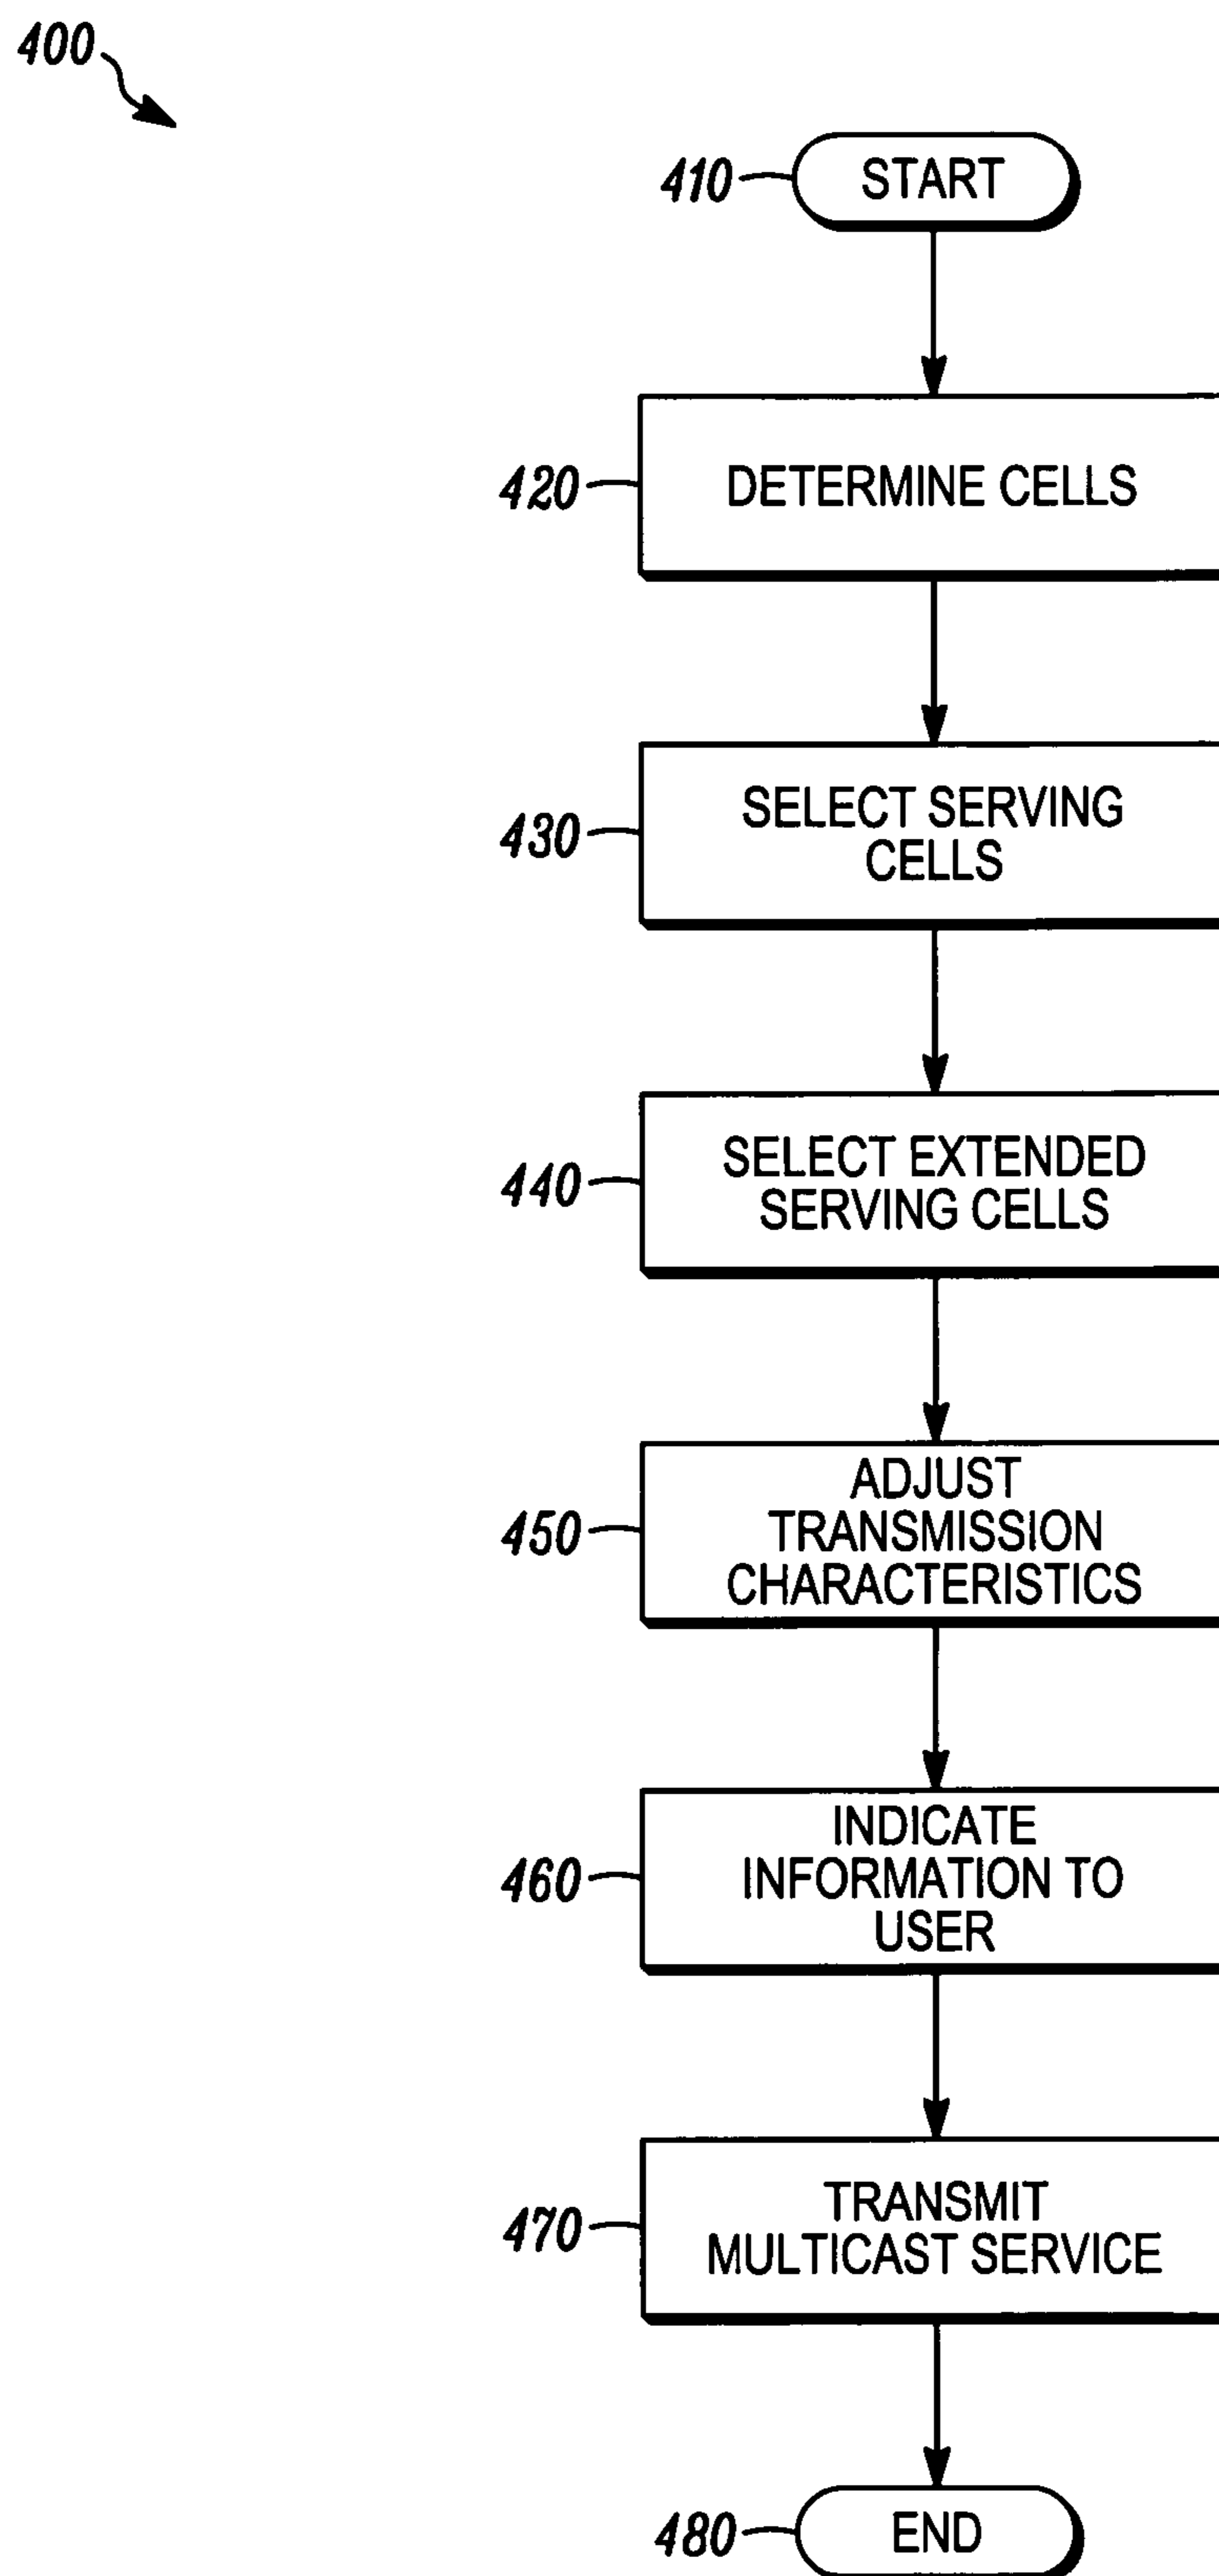 400
410
START
420
DETERMINE CELLS
430
SELECT SERVING
CELLS
440
SELECT EXTENDED
SERVING CELLS
450
ADJUST
TRANSMISSION
CHARACTERISTICS
460
INDICATE
INFORMATION TO
USER
470
TRANSMIT
MULTICAST SERVICE
480
END